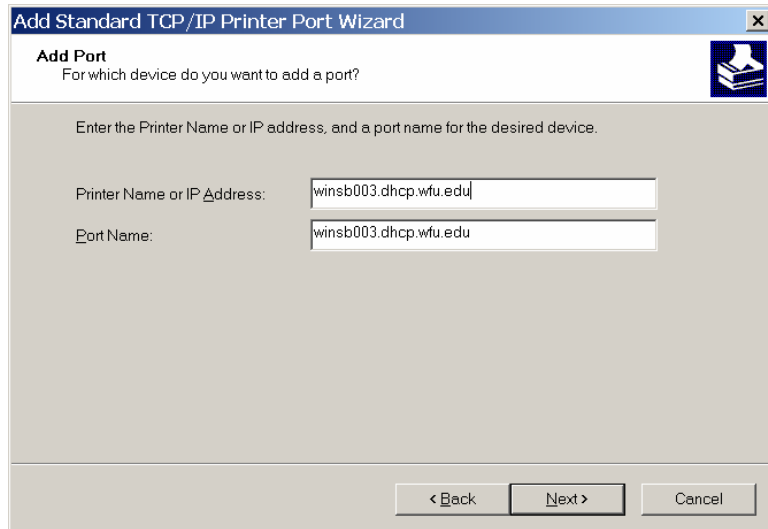 Add Standard TCP/IP Printer Port Wizard
Add Port
For which device do you want to add a port?
Enter the Printer Name or IP address, and a port name for the desired device.
Printer Name or IP Address: winsb003.dhcp.wfu.edu
Port Name: winsb003.dhcp.wfu.edu
< Back Next > Cancel